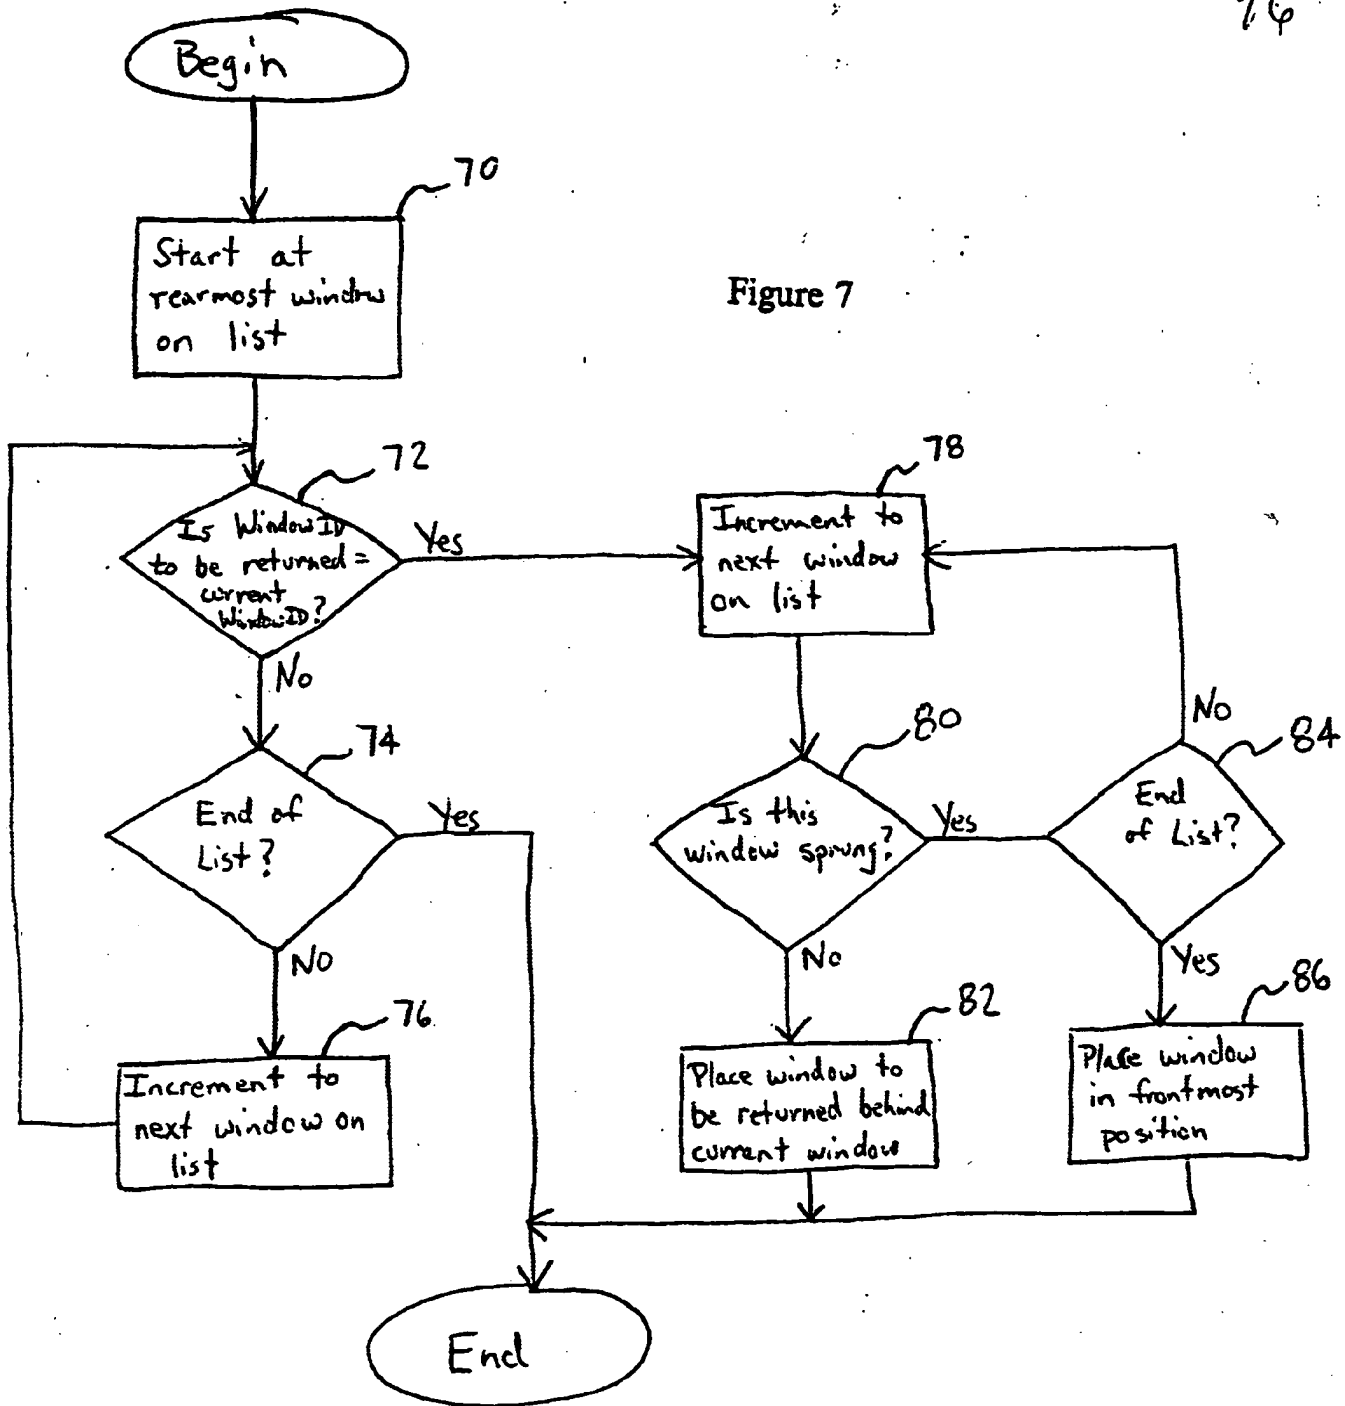 76
Begin
70
Start at
rearmost window
on list
Figure 7
72
Is WindowID
to be returned =
current
WindowID?
Yes
No
78
Increment to
next window
on list
74
End of
List?
Yes
No
80
Is this
window sprung?
Yes
No
84
End
of List?
No
Yes
76
Increment to
next window on
list
82
Place window to
be returned behind
current window
86
Place window
in frontmost
position
End